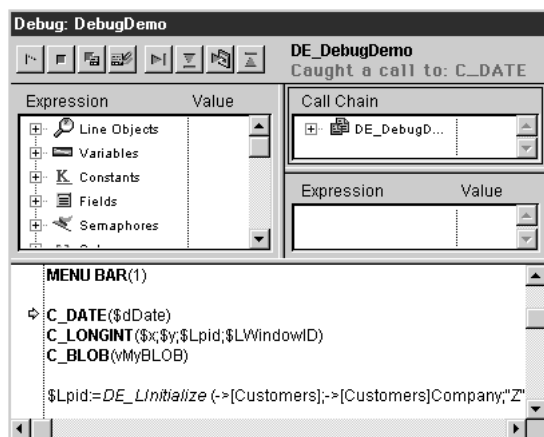 Debug: DebugDemo
DE_DebugDemo
Caught a call to: C_DATE
Expression Value
Line Objects
Variables
K Constants
Fields
Semaphores
Call Chain
DE_DebugD...
Expression Value
MENU BAR(1)
C_DATE($dDate)
C_LONGINT($x;$y;$Lpid;$LWindowID)
C_BLOB(vMyBLOB)
$Lpid:=DE_LInitialize (->[Customers];->[Customers]Company;"Z"